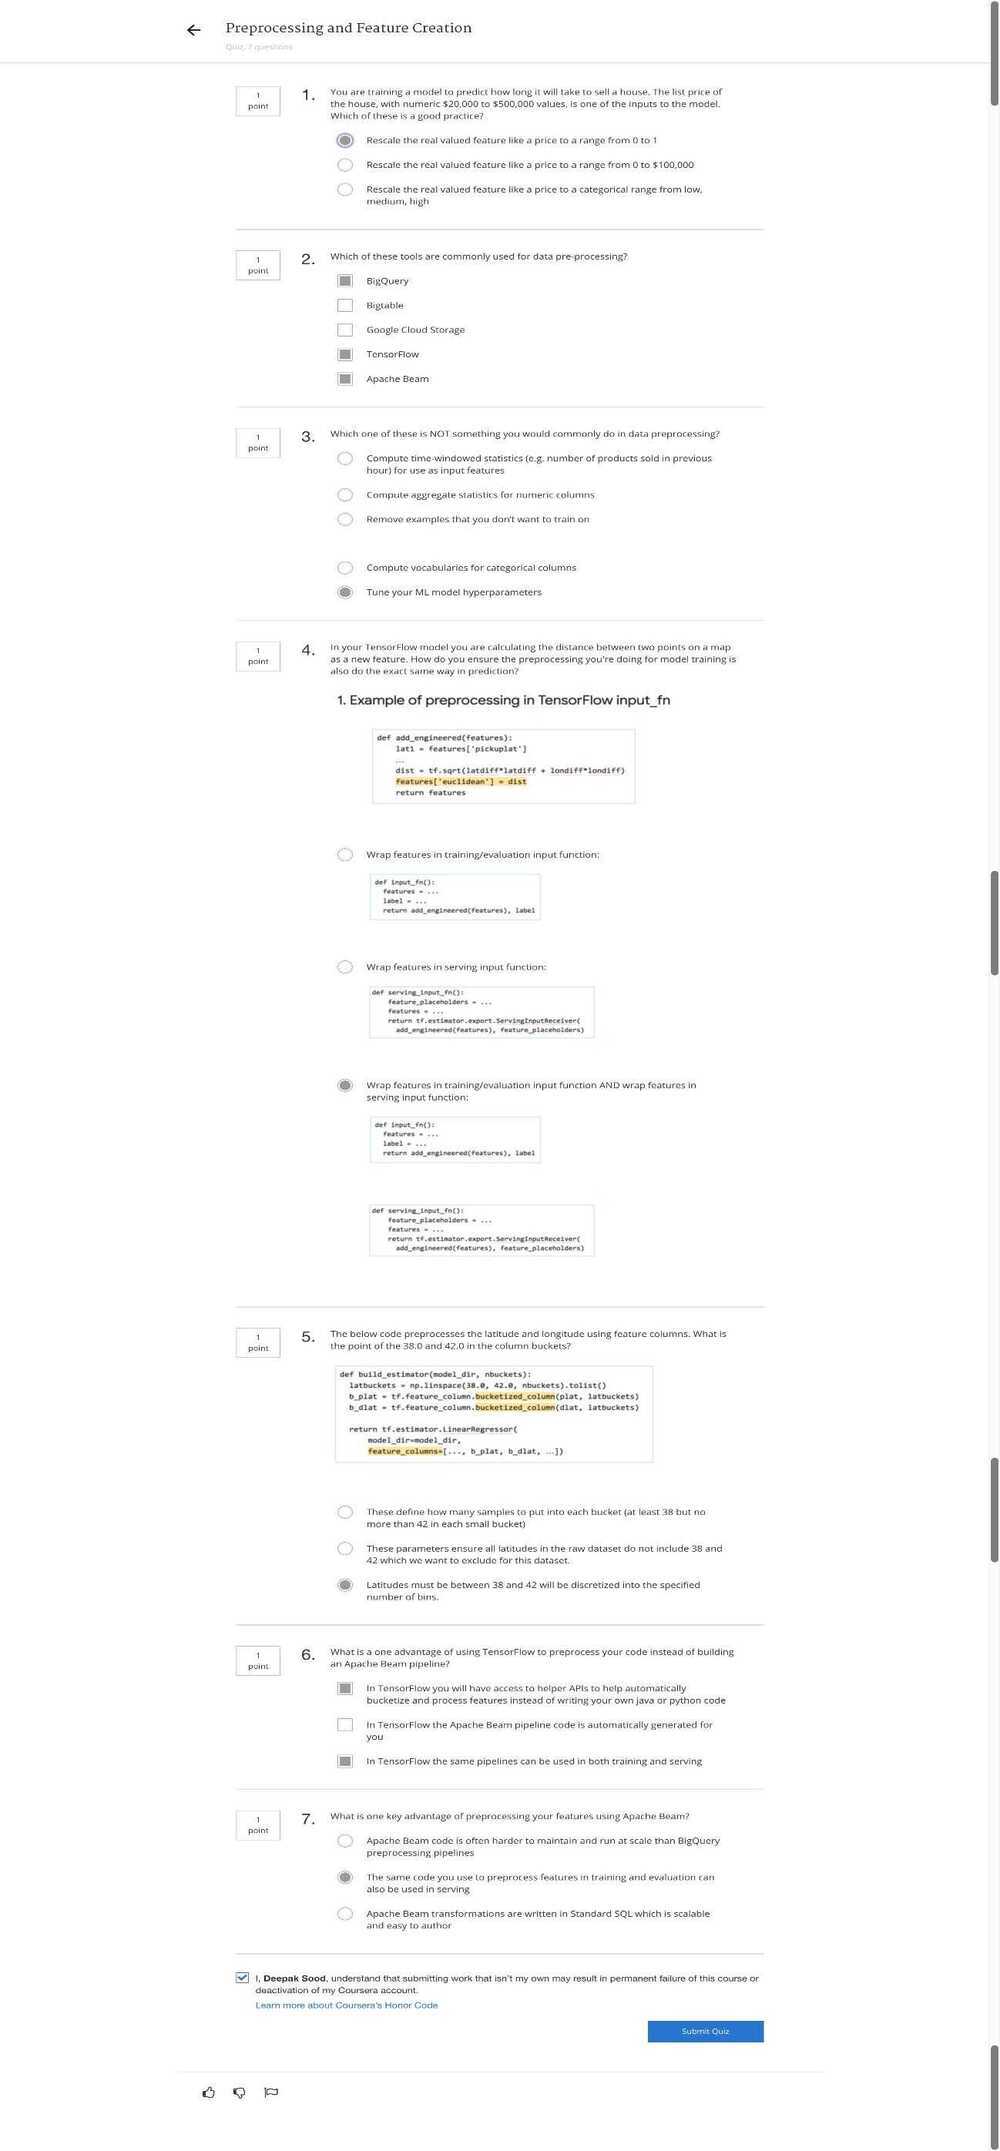 Preprocessing and Feature Creation
Quiz, 7 questions
1
point
1.
You are training a model to predict how long it will take to sell a house. The list price of
the house, with numeric $20,000 to $500,000 values, is one of the inputs to the model.
Which of these is a good practice?
Rescale the real valued feature like a price to a range from 0 to 1
Rescale the real valued feature like a price to a range from 0 to $100,000
Rescale the real valued feature like a price to a categorical range from low,
medium, high
1
point
2.
Which of these tools are commonly used for data pre-processing?
BigQuery
Bigtable
Google Cloud Storage
TensorFlow
Apache Beam
1
point
3.
Which one of these is NOT something you would commonly do in data preprocessing?
Compute time-windowed statistics (e.g. number of products sold in previous
hour) for use as input features
Compute aggregate statistics for numeric columns
Remove examples that you don't want to train on
Compute vocabularies for categorical columns
Tune your ML model hyperparameters
1
point
4.
In your TensorFlow model you are calculating the distance between two points on a map
as a new feature. How do you ensure the preprocessing you're doing for model training is
also do the exact same way in prediction?
1. Example of preprocessing in TensorFlow input_fn
def add_engineered(features):
lat1 = features['pickuplat']
...
dist = tf.sqrt(latdiff*latdiff + londiff*londiff)
features['euclidean'] = dist
return features
Wrap features in training/evaluation input function:
def input_fn():
features = ...
label = ...
return add_engineered(features), label
Wrap features in serving input function:
def serving_input_fn():
feature_placeholders = ...
features = ...
return tf.estimator.export.ServingInputReceiver(
add_engineered(features), feature_placeholders)
Wrap features in training/evaluation input function AND wrap features in
serving input function:
def input_fn():
features = ...
label = ...
return add_engineered(features), label
def serving_input_fn():
feature_placeholders = ...
features = ...
return tf.estimator.export.ServingInputReceiver(
add_engineered(features), feature_placeholders)
1
point
5.
The below code preprocesses the latitude and longitude using feature columns. What is
the point of the 38.0 and 42.0 in the column buckets?
def build_estimator(model_dir, nbuckets):
latbuckets = np.linspace(38.0, 42.0, nbuckets).tolist()
b_plat = tf.feature_column.bucketized_column(plat, latbuckets)
b_dlat = tf.feature_column.bucketized_column(dlat, latbuckets)
return tf.estimator.LinearRegressor(
model_dir=model_dir,
feature_columns=[..., b_plat, b_dlat, ...])
These define how many samples to put into each bucket (at least 38 but no
more than 42 in each small bucket)
These parameters ensure all latitudes in the raw dataset do not include 38 and
42 which we want to exclude for this dataset.
Latitudes must be between 38 and 42 will be discretized into the specified
number of bins.
1
point
6.
What is a one advantage of using TensorFlow to preprocess your code instead of building
an Apache Beam pipeline?
In TensorFlow you will have access to helper APIs to help automatically
bucketize and process features instead of writing your own java or python code
In TensorFlow the Apache Beam pipeline code is automatically generated for
you
In TensorFlow the same pipelines can be used in both training and serving
1
point
7.
What is one key advantage of preprocessing your features using Apache Beam?
Apache Beam code is often harder to maintain and run at scale than BigQuery
preprocessing pipelines
The same code you use to preprocess features in training and evaluation can
also be used in serving
Apache Beam transformations are written in Standard SQL which is scalable
and easy to author
I, Deepak Sood, understand that submitting work that isn't my own may result in permanent failure of this course or
deactivation of my Coursera account.
Learn more about Coursera's Honor Code
Submit Quiz